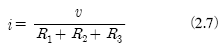 i = v / (R₁ + R₂ + R₃) (2.7)